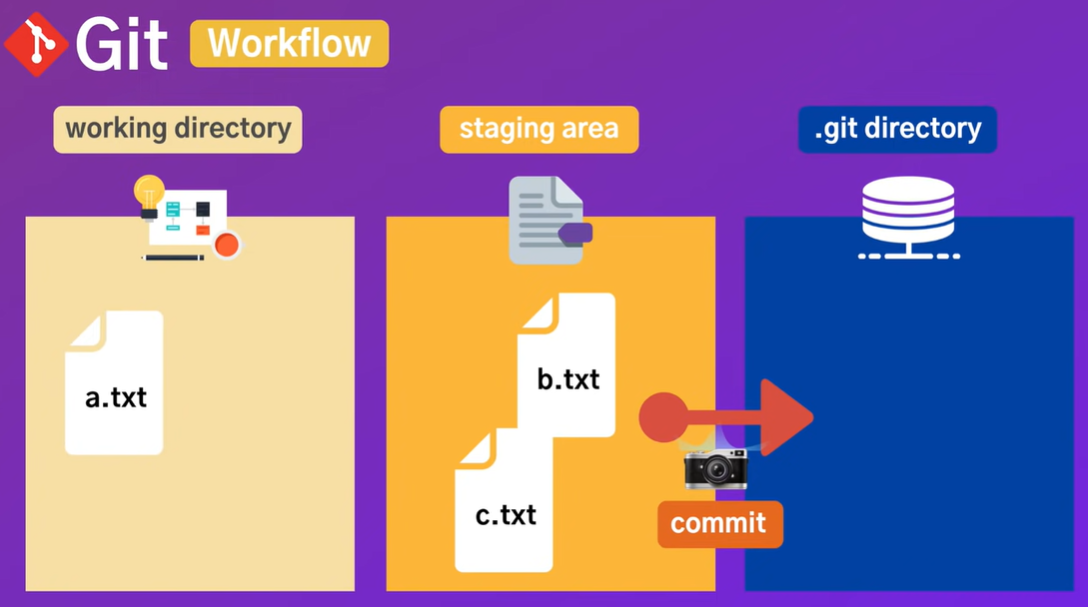 Git Workflow
working directory
staging area
.git directory
a.txt
b.txt
c.txt
commit